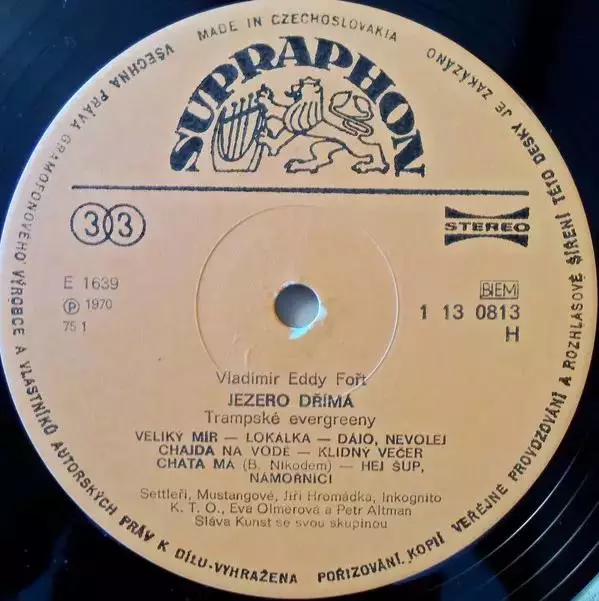 MADE IN CZECHOSLOVAKIA
SUPRAPHON
VŠECHNA PRÁVA GRAMOFONOVÉHO VÝROBCE A VLASTNÍKŮ AUTORSKÝCH PRÁV K DÍLU-VYHRAŽENA
POŘIZOVÁNÍ KOPIÍ VEŘEJNÉ PROVOZOVÁNÍ A ROZHLASOVÉ ŠÍŘENÍ TÉTO DESKY JE ZAKÁZÁNO
33
STEREO
E 1639
℗ 1970
75 1
BIEM
1 13 0813
H
Vladimír Eddy Fořt
JEZERO DŘÍMÁ
Trampské evergreeny
VELIKÝ MÍR — LOKÁLKA — DÁJO, NEVOLEJ
CHAJDA NA VODĚ — KLIDNÝ VEČER
CHATA MÁ (B. Nikodem) — HEJ ŠUP,
NÁMOŘNÍCI
Settleři, Mustangové, Jiří Hromádka, Inkognito
K. T. O., Eva Olmerová a Petr Altman
Sláva Kunst se svou skupinou